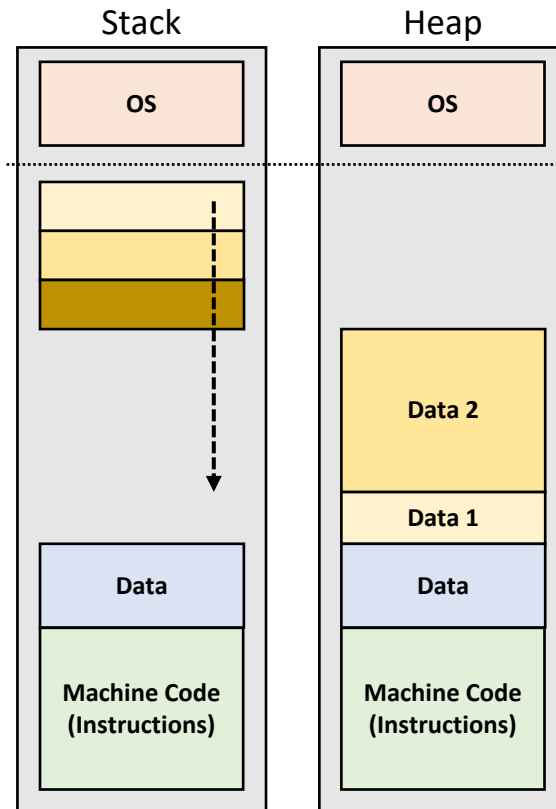 Stack
OS
Data
Machine Code
(Instructions)
Heap
OS
Data 2
Data 1
Data
Machine Code
(Instructions)